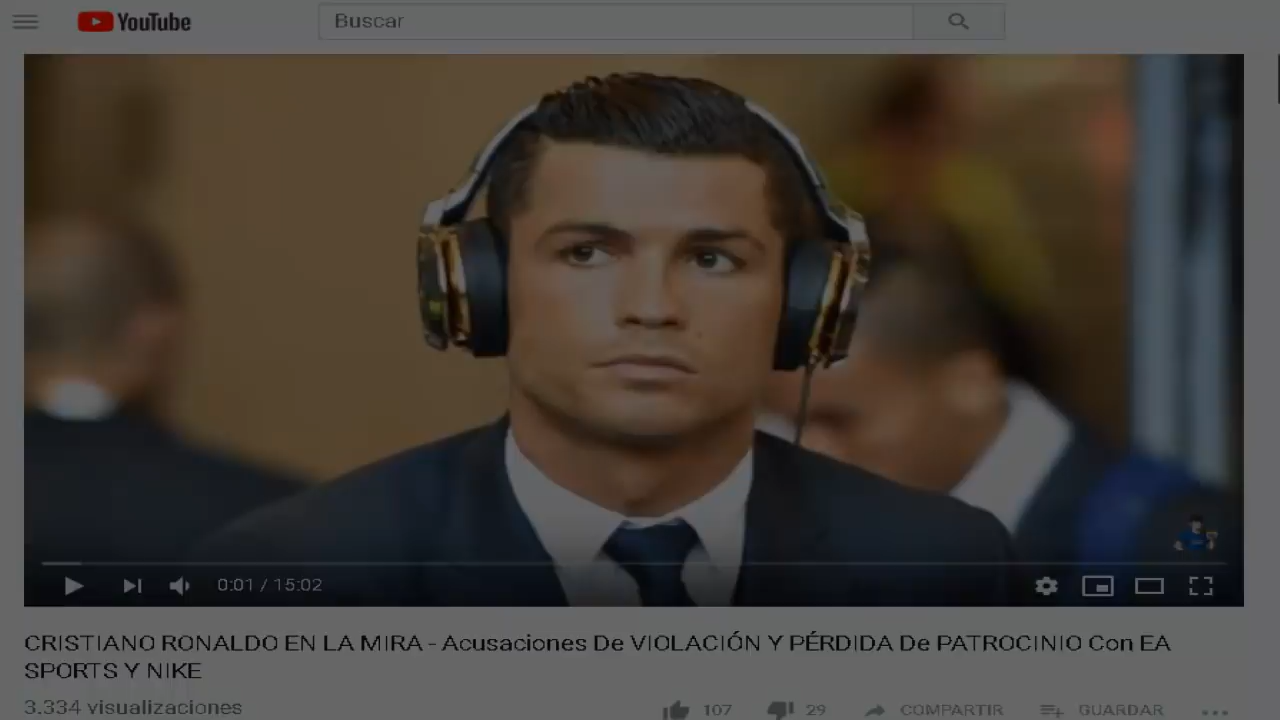 YouTube
Buscar
0:01 / 15:02
CRISTIANO RONALDO EN LA MIRA - Acusaciones De VIOLACIÓN Y PÉRDIDA De PATROCINIO Con EA
SPORTS Y NIKE
3.334 visualizaciones
107
29
COMPARTIR
GUARDAR